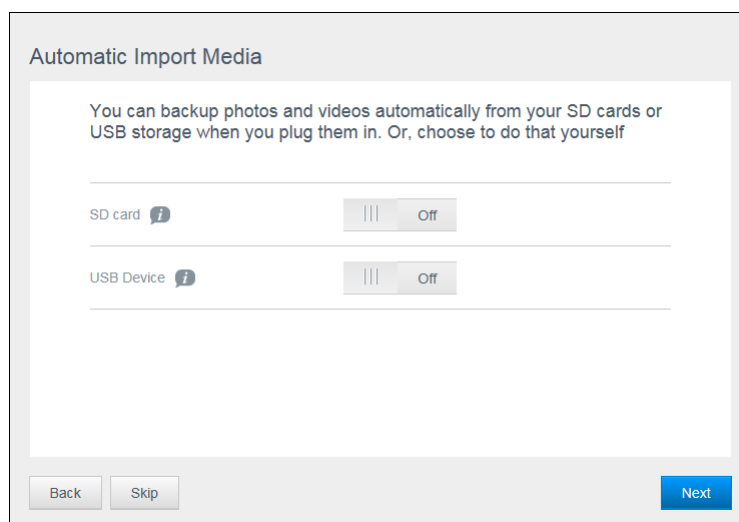 Automatic Import Media
You can backup photos and videos automatically from your SD cards or
USB storage when you plug them in. Or, choose to do that yourself
SD card i Off
USB Device i Off
Back Skip Next